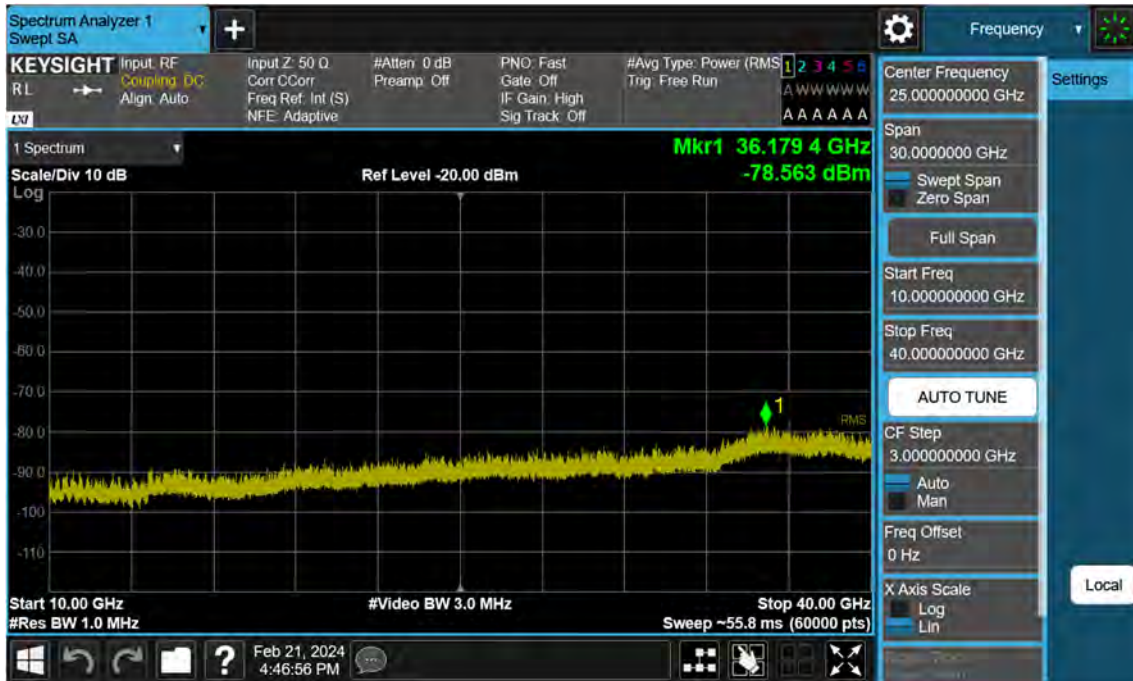 Spectrum Analyzer 1
Swept SA
+
Frequency
KEYSIGHT
RL
LXI
Input: RF
Coupling: DC
Align: Auto
Input Z: 50 Ω
Corr CCorr
Freq Ref: Int (S)
NFE: Adaptive
#Atten: 0 dB
Preamp: Off
PNO: Fast
Gate: Off
IF Gain: High
Sig Track: Off
#Avg Type: Power (RMS
Trig: Free Run
1 2 3 4 5 6
A W W W W W
A A A A A A
1 Spectrum
Scale/Div 10 dB
Ref Level -20.00 dBm
Mkr1 36.179 4 GHz
-78.563 dBm
Log
-30.0
-40.0
-50.0
-60.0
-70.0
-80.0
-90.0
-100
-110
1
RMS
Start 10.00 GHz
#Res BW 1.0 MHz
#Video BW 3.0 MHz
Stop 40.00 GHz
Sweep ~55.8 ms (60000 pts)
Center Frequency
25.000000000 GHz
Span
30.0000000 GHz
Swept Span
Zero Span
Full Span
Start Freq
10.000000000 GHz
Stop Freq
40.000000000 GHz
AUTO TUNE
CF Step
3.000000000 GHz
Auto
Man
Freq Offset
0 Hz
X Axis Scale
Log
Lin
Settings
Local
?
Feb 21, 2024
4:46:56 PM